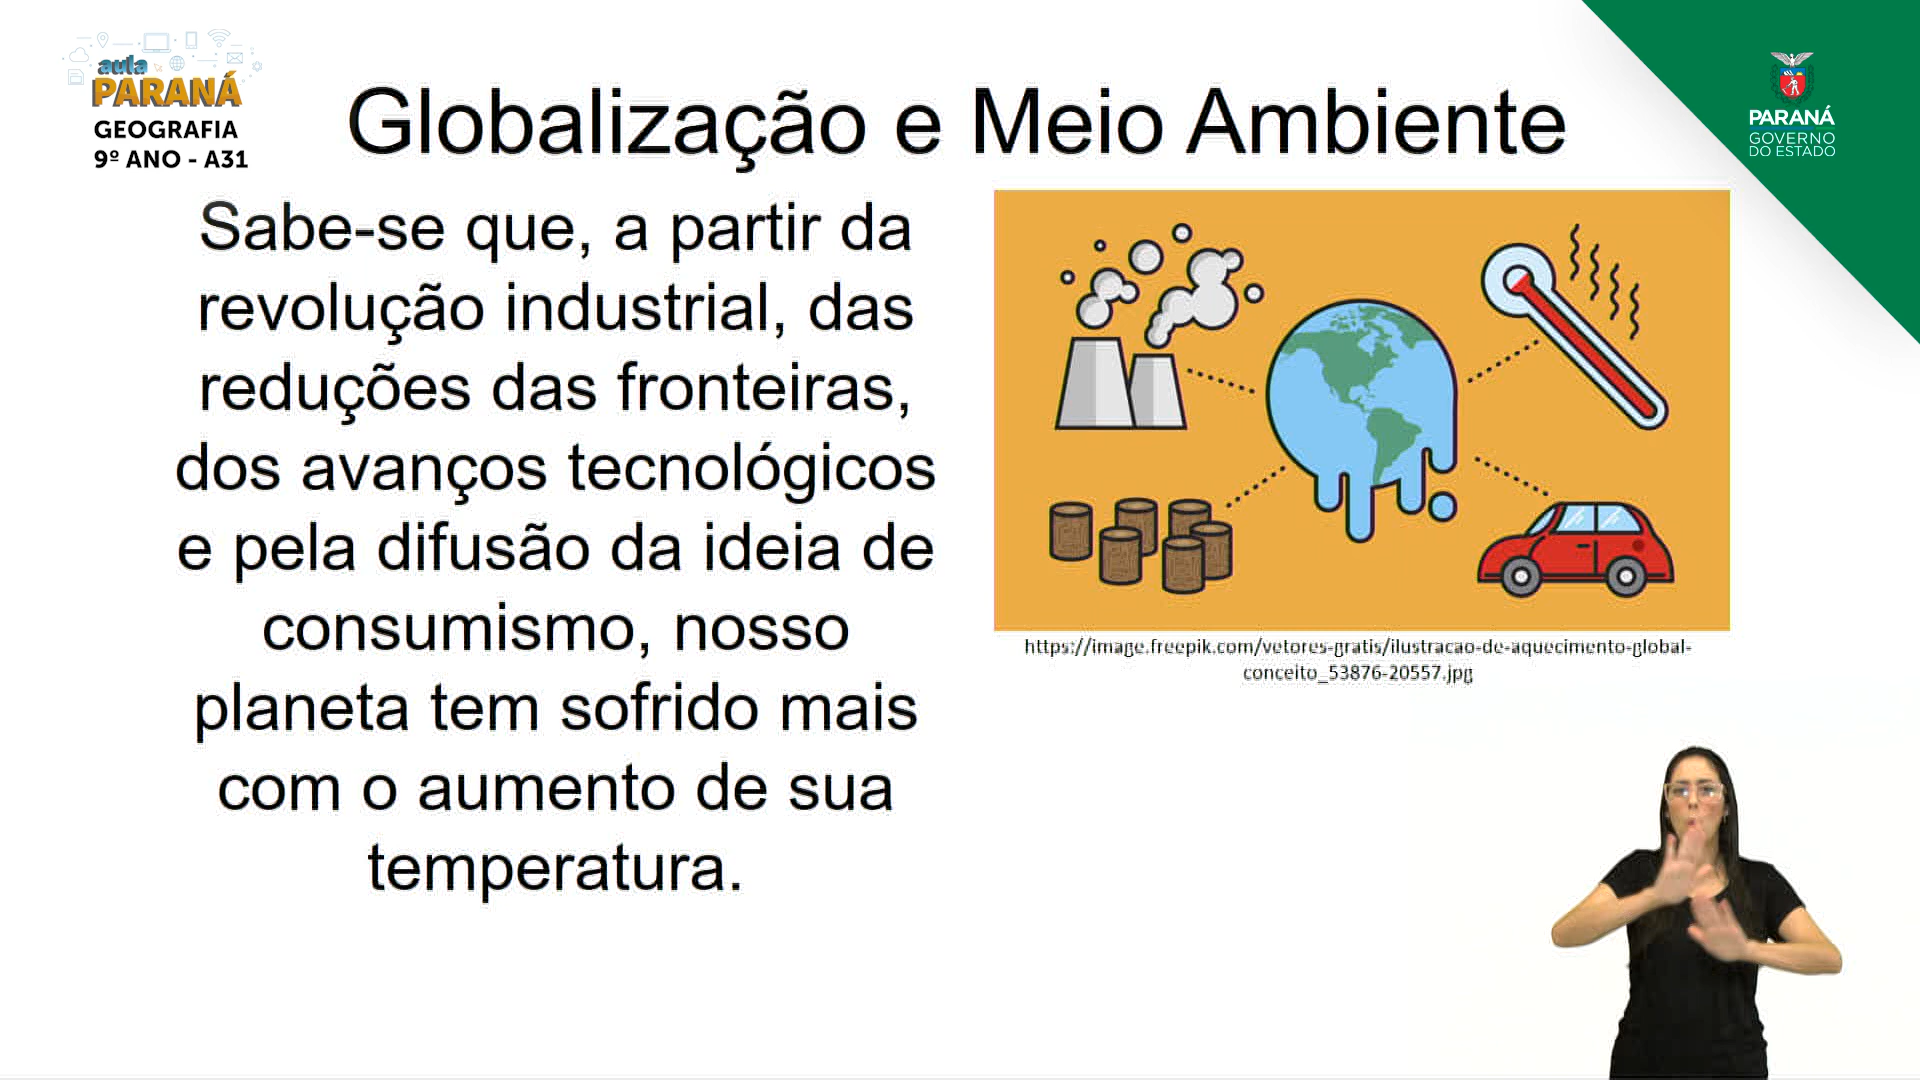 aula
PARANÁ
GEOGRAFIA
9º ANO - A31
Globalização e Meio Ambiente
PARANÁ
GOVERNO
DO ESTADO
Sabe-se que, a partir da
revolução industrial, das
reduções das fronteiras,
dos avanços tecnológicos
e pela difusão da ideia de
consumismo, nosso
planeta tem sofrido mais
com o aumento de sua
temperatura.
https://image.freepik.com/vetores-gratis/ilustracao-de-aquecimento-global-
conceito_53876-20557.jpg